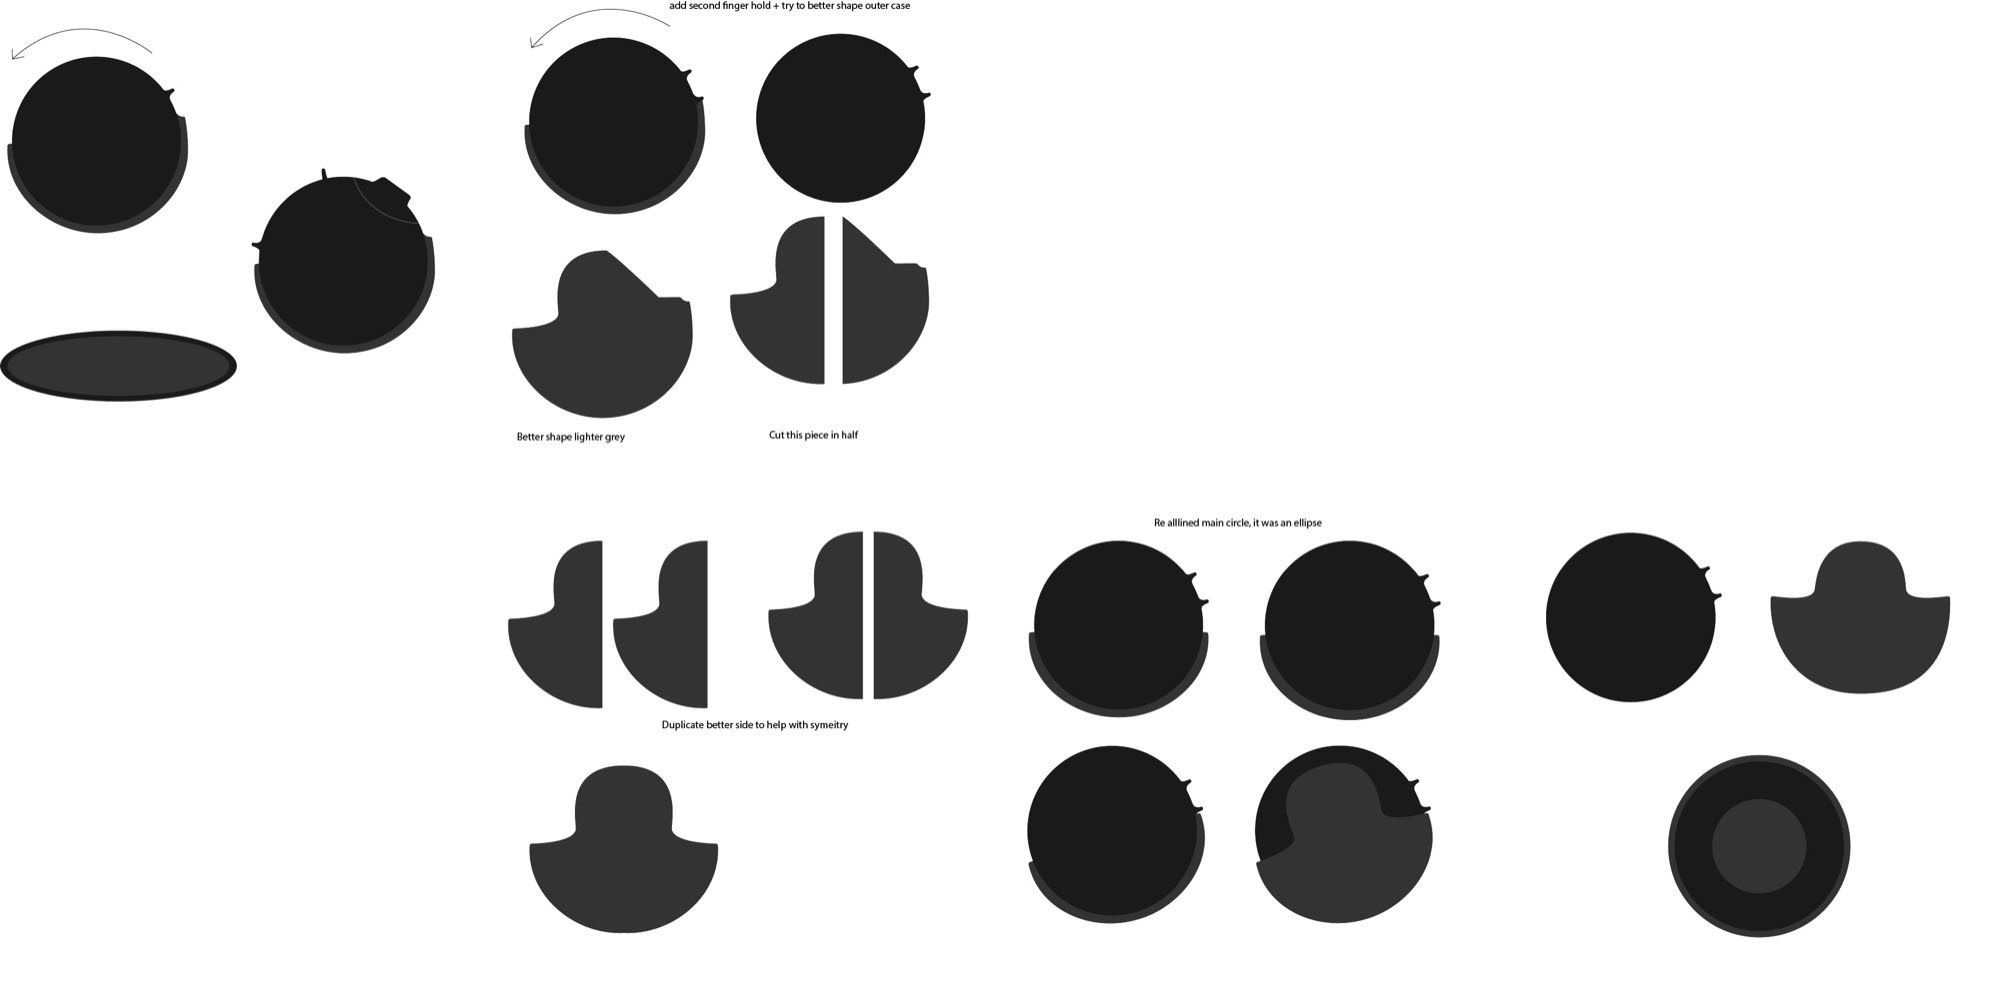 add second finger hold + try to better shape outer case
Better shape lighter grey
Cut this piece in half
Re alllined main circle, it was an ellipse
Duplicate better side to help with symeitry